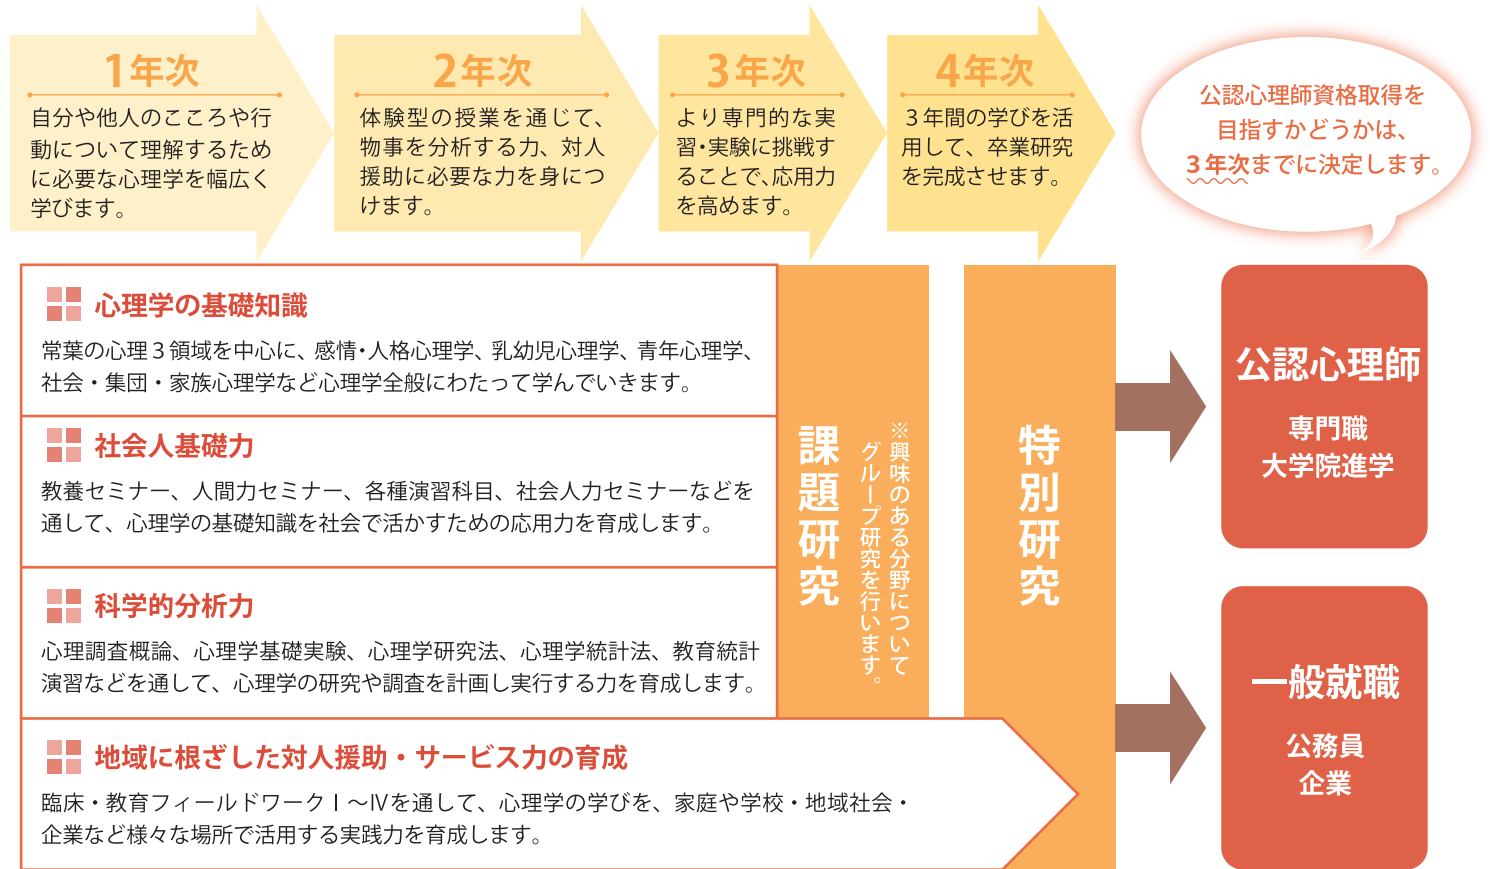 1年次
自分や他人のこころや行
動について理解するため
に必要な心理学を幅広く
学びます。
2年次
体験型の授業を通じて、
物事を分析する力、対人
援助に必要な力を身につ
けます。
3年次
より専門的な実
習・実験に挑戦す
ることで、応用力
を高めます。
4年次
3年間の学びを活
用して、卒業研究
を完成させます。
公認心理師資格取得を
目指すかどうかは、
3年次までに決定します。
心理学の基礎知識
常葉の心理3領域を中心に、感情・人格心理学、乳幼児心理学、青年心理学、
社会・集団・家族心理学など心理学全般にわたって学んでいきます。
社会人基礎力
教養セミナー、人間力セミナー、各種演習科目、社会人力セミナーなどを
通して、心理学の基礎知識を社会で活かすための応用力を育成します。
科学的分析力
心理調査概論、心理学基礎実験、心理学研究法、心理学統計法、教育統計
演習などを通して、心理学の研究や調査を計画し実行する力を育成します。
地域に根ざした対人援助・サービス力の育成
臨床・教育フィールドワークⅠ〜Ⅳを通して、心理学の学びを、家庭や学校・地域社会・
企業など様々な場所で活用する実践力を育成します。
課題研究
※興味のある分野について
グループ研究を行います。
特別研究
公認心理師
専門職
大学院進学
一般就職
公務員
企業